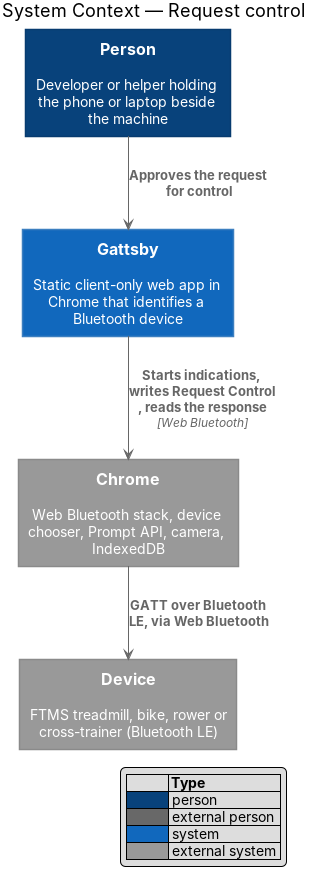 System Context — Request control
Person
Developer or helper holding
the phone or laptop beside
the machine
Approves the request
for control
Gattsby
Static client-only web app in
Chrome that identifies a
Bluetooth device
Starts indications,
writes Request Control
, reads the response
[Web Bluetooth]
Chrome
Web Bluetooth stack, device
chooser, Prompt API, camera,
IndexedDB
GATT over Bluetooth
LE, via Web Bluetooth
Device
FTMS treadmill, bike, rower or
cross-trainer (Bluetooth LE)
Type
person
external person
system
external system